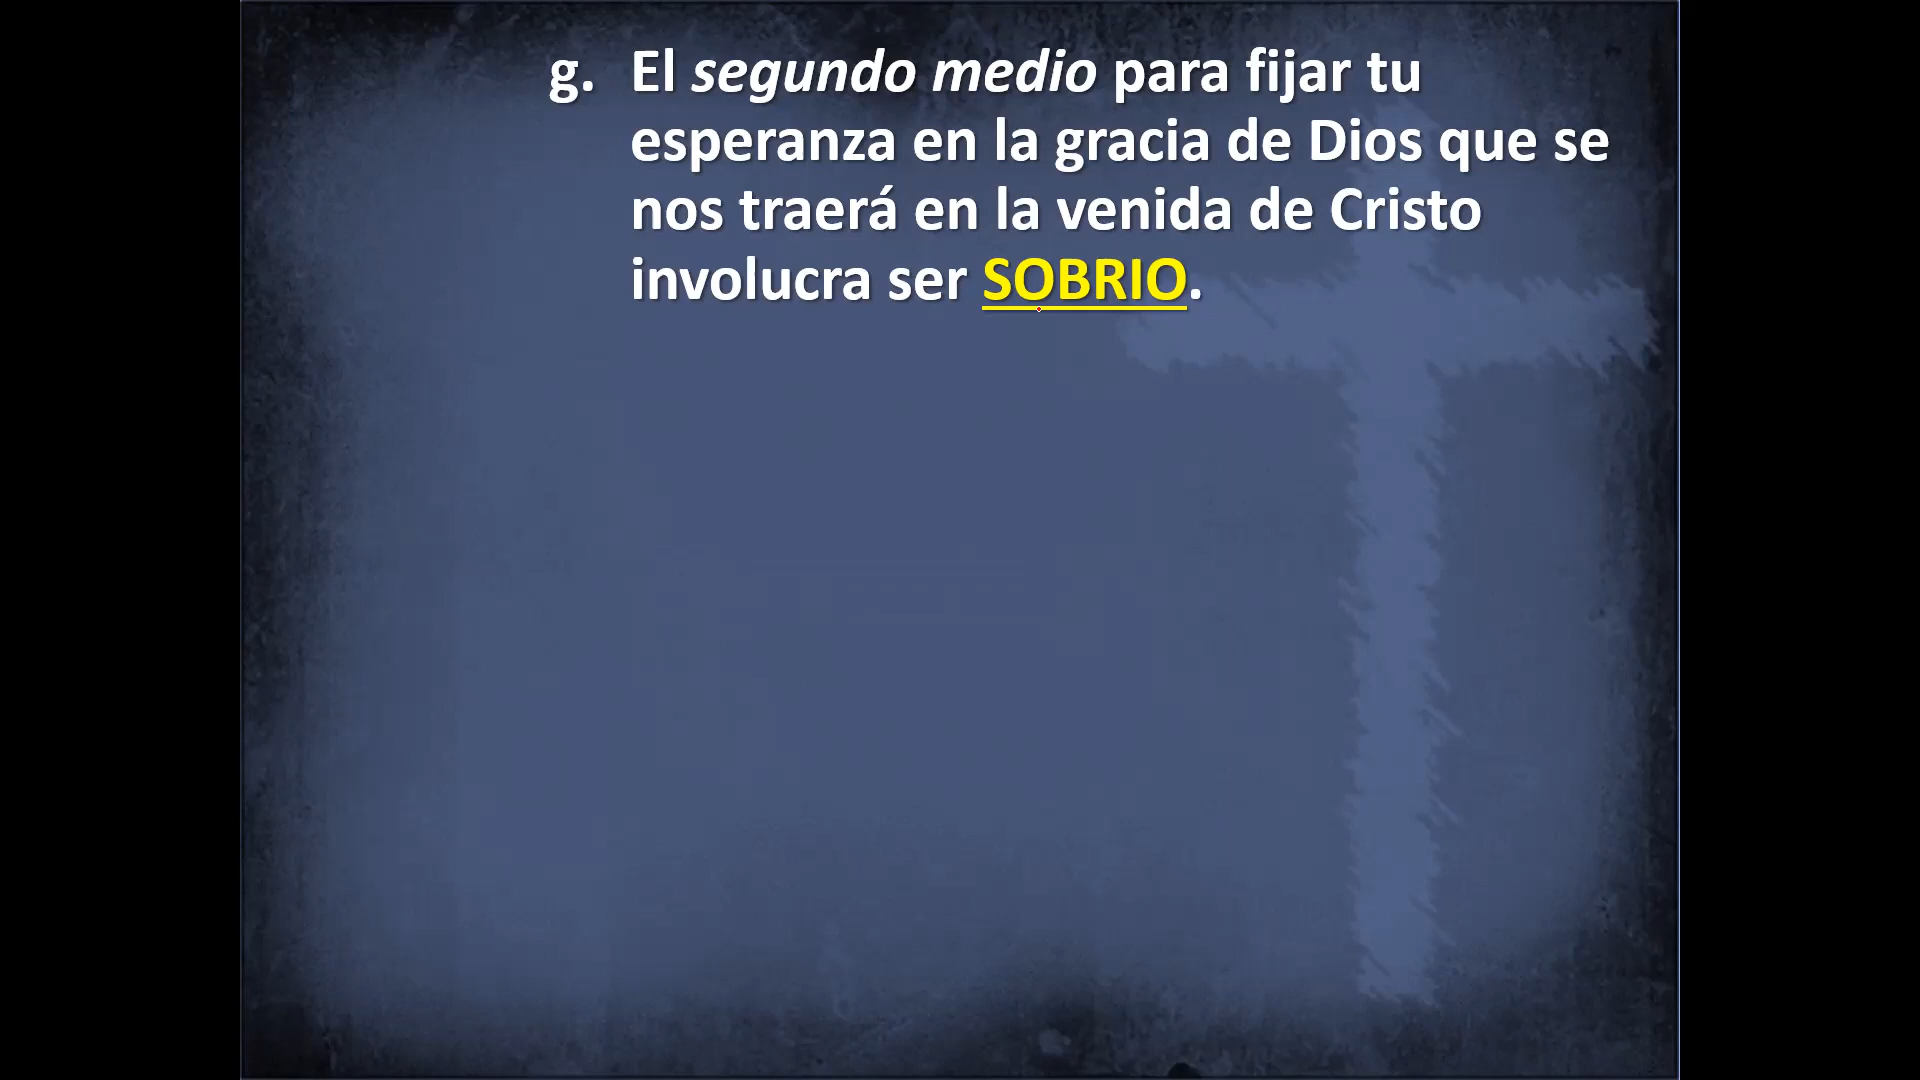 g. El segundo medio para fijar tu
esperanza en la gracia de Dios que se
nos traerá en la venida de Cristo
involucra ser SOBRIO.